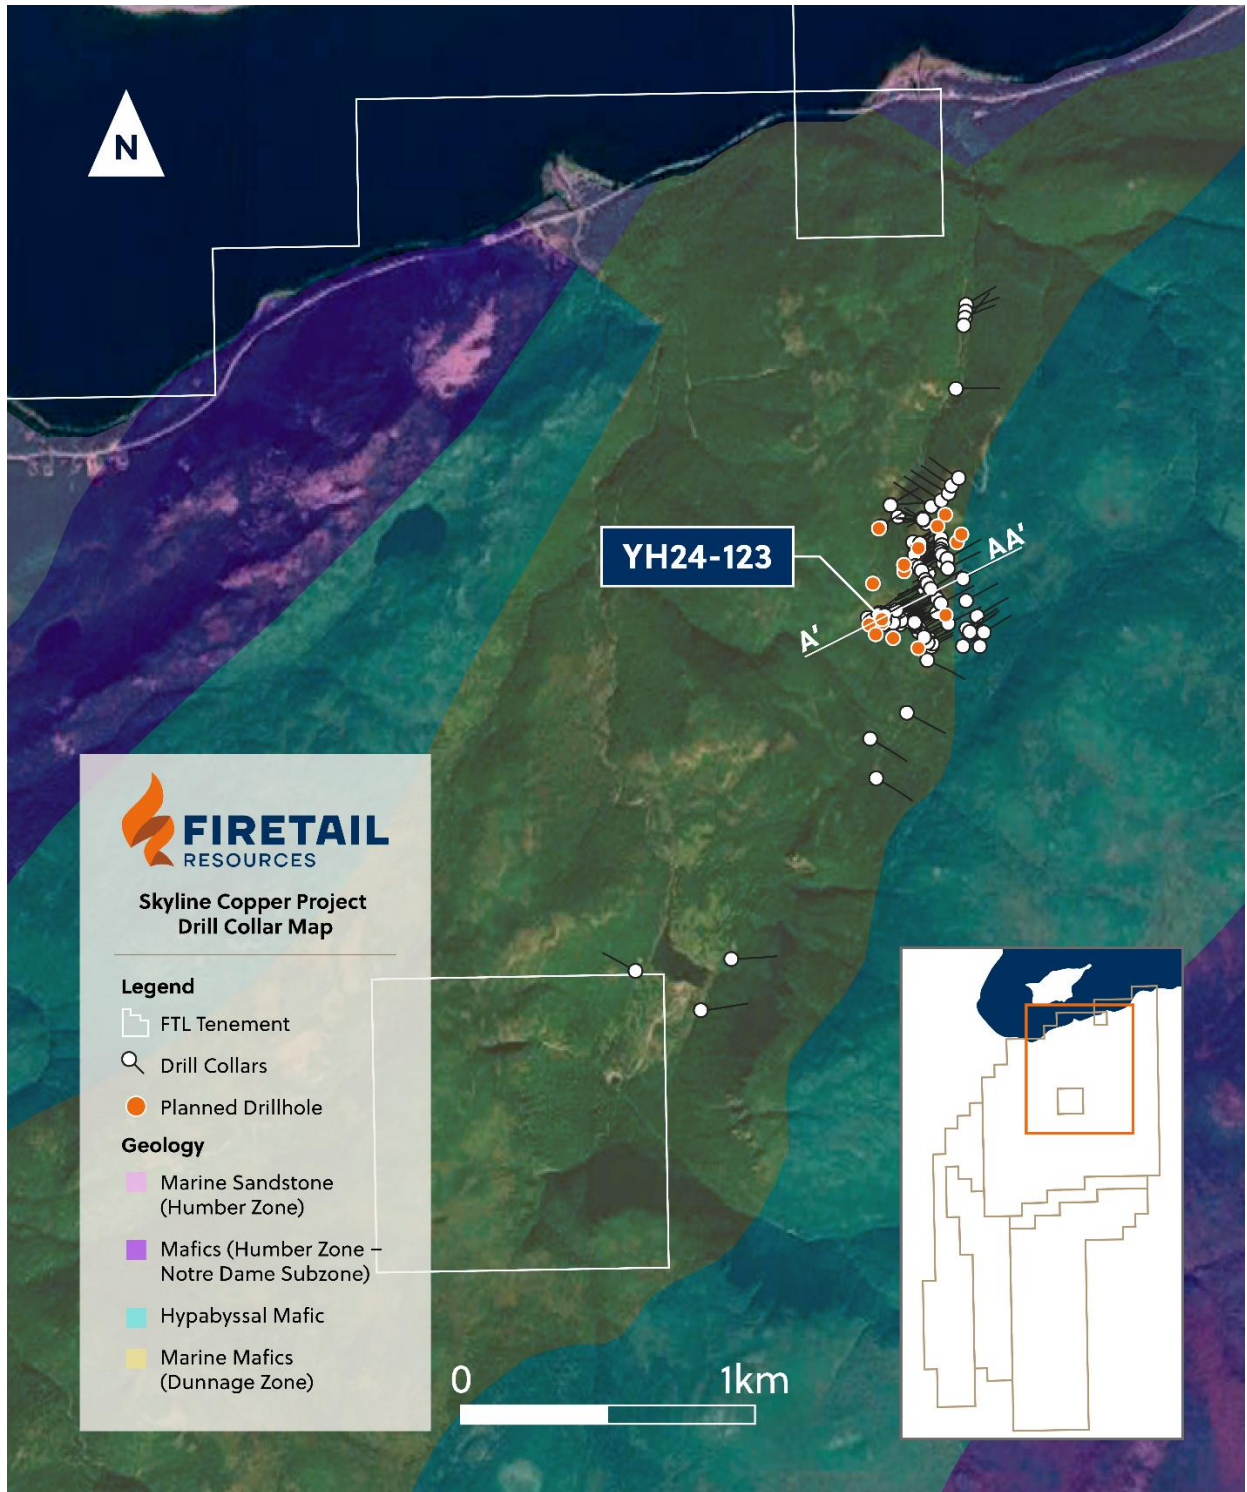 N
YH24-123
AA'
A'
FIRETAIL
RESOURCES
Skyline Copper Project
Drill Collar Map
Legend
FTL Tenement
Drill Collars
Planned Drillhole
Geology
Marine Sandstone
(Humber Zone)
Mafics (Humber Zone –
Notre Dame Subzone)
Hypabyssal Mafic
Marine Mafics
(Dunnage Zone)
0 1km